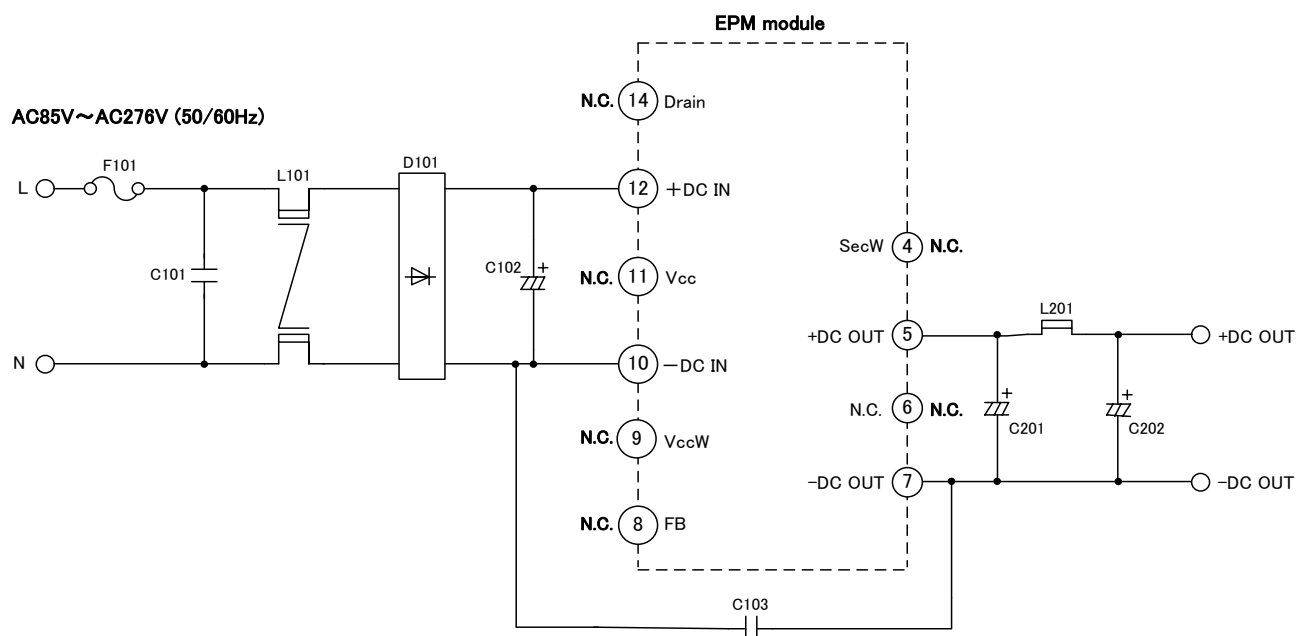 EPM module
N.C. 14 Drain
AC85V～AC276V (50/60Hz)
F101
L101
D101
L
12 ＋DC IN
SecW 4 N.C.
C101
C102 +
N.C. 11 Vcc
L201
+DC OUT 5
+DC OUT
N
10 －DC IN
N.C. 6 N.C.
+
C201
+
C202
N.C. 9 VccW
－DC OUT 7
－DC OUT
N.C. 8 FB
C103